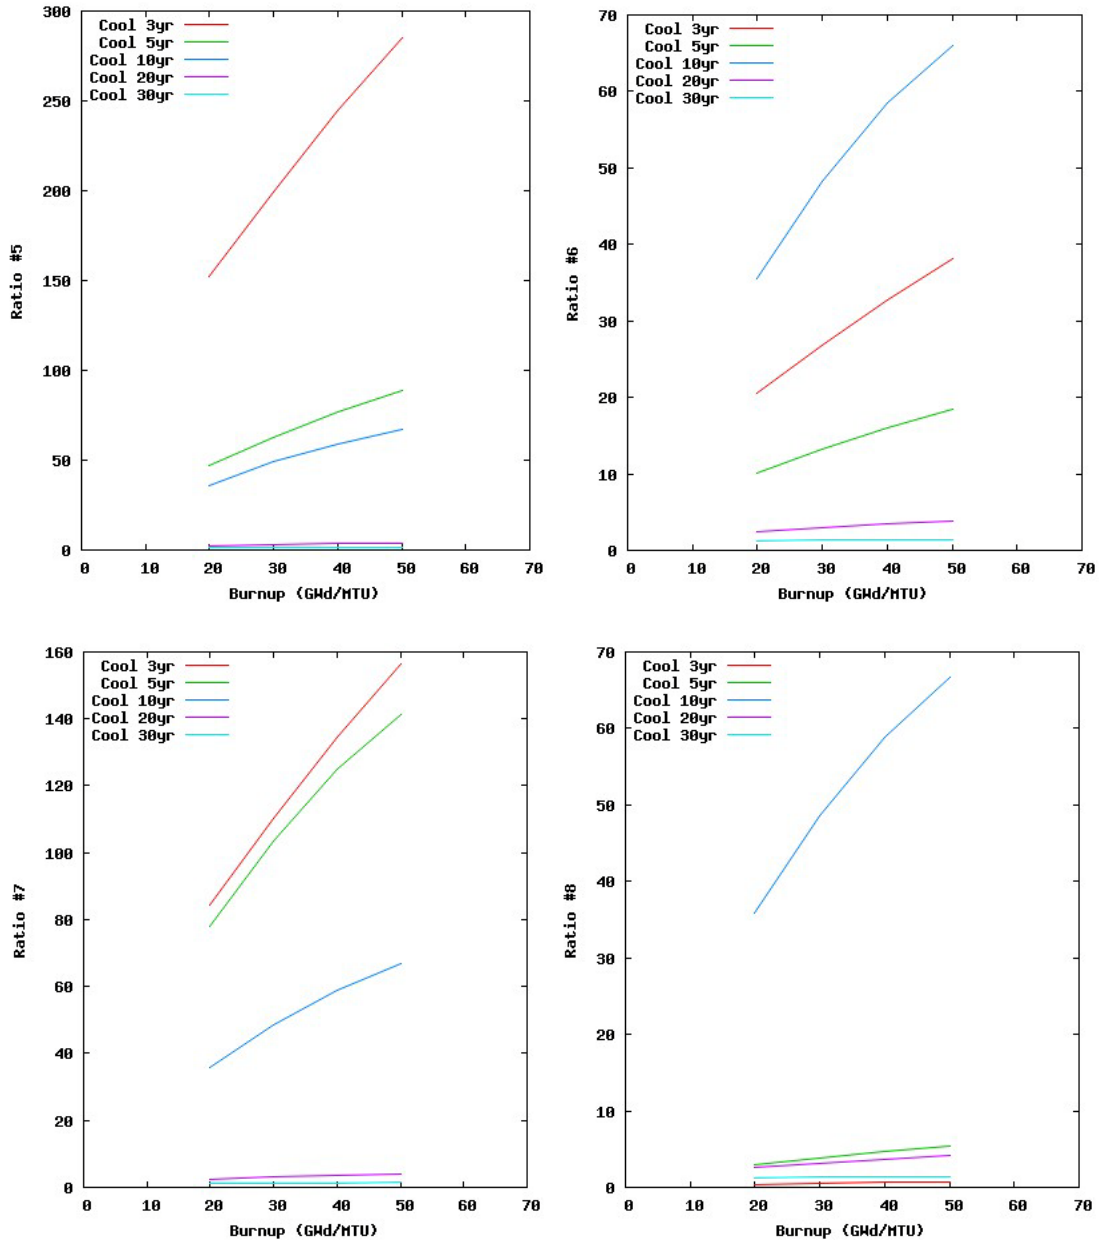 300
250
200
150
100
50
0
Ratio #5
Cool 3yr
Cool 5yr
Cool 10yr
Cool 20yr
Cool 30yr
0 10 20 30 40 50 60 70
Burnup (GWd/MTU)
70
60
50
40
30
20
10
0
Ratio #6
Cool 3yr
Cool 5yr
Cool 10yr
Cool 20yr
Cool 30yr
0 10 20 30 40 50 60 70
Burnup (GWd/MTU)
160
140
120
100
80
60
40
20
0
Ratio #7
Cool 3yr
Cool 5yr
Cool 10yr
Cool 20yr
Cool 30yr
0 10 20 30 40 50 60 70
Burnup (GWd/MTU)
70
60
50
40
30
20
10
0
Ratio #8
Cool 3yr
Cool 5yr
Cool 10yr
Cool 20yr
Cool 30yr
0 10 20 30 40 50 60 70
Burnup (GWd/MTU)